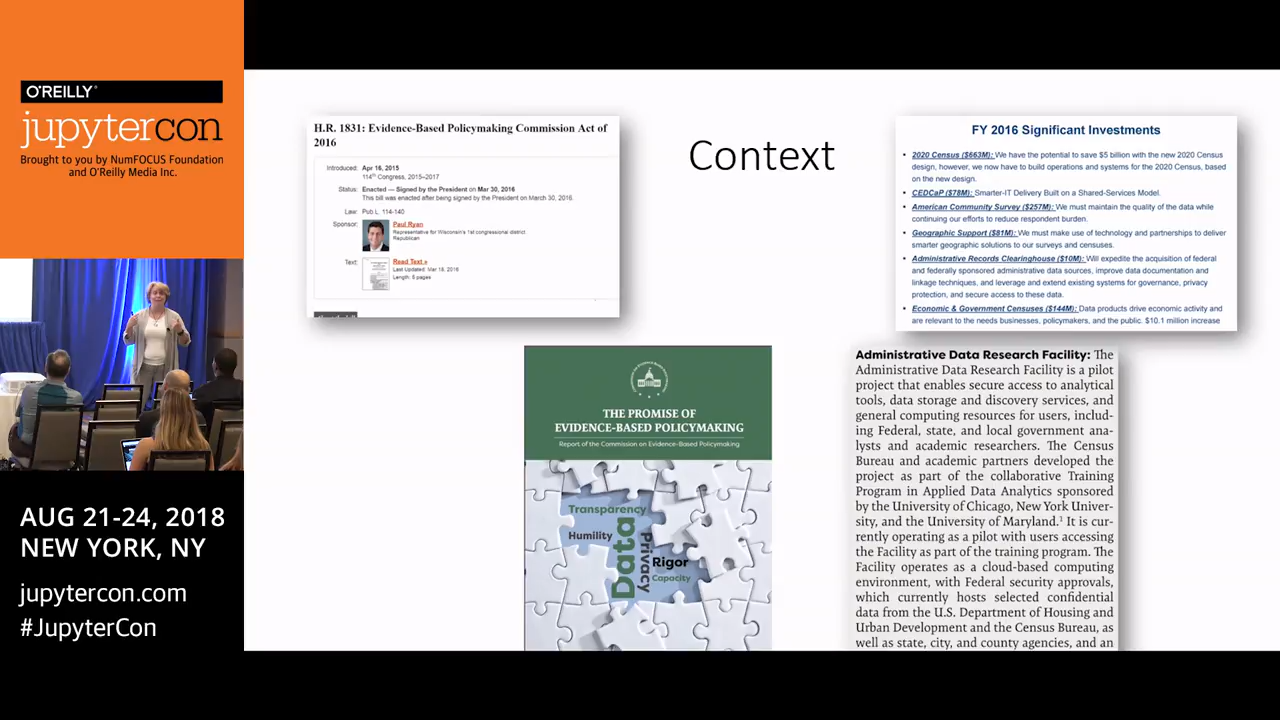 O'REILLY®
jupytercon
Brought to you by NumFOCUS Foundation
and O'Reilly Media Inc.
AUG 21-24, 2018
NEW YORK, NY
jupytercon.com
#JupyterCon
Context
H.R. 1831: Evidence-Based Policymaking Commission Act of
2016
Introduced: Apr 16, 2015
114th Congress, 2015–2017
Status: Enacted — Signed by the President on Mar 30, 2016
This bill was enacted after being signed by the President on March 30, 2016.
Law: Pub.L. 114-140
Sponsor: Paul Ryan
Representative for Wisconsin's 1st congressional district
Republican
Text: Read Text »
Last Updated: Mar 18, 2016
Length: 6 pages
FY 2016 Significant Investments
• 2020 Census ($663M): We have the potential to save $5 billion with the new 2020 Census
design, however, we now have to build operations and systems for the 2020 Census, based
on the new design.
• CEDCaP ($78M): Smarter-IT Delivery Built on a Shared-Services Model.
• American Community Survey ($257M): We must maintain the quality of the data while
continuing our efforts to reduce respondent burden.
• Geographic Support ($81M): We must make use of technology and partnerships to deliver
smarter geographic solutions to our surveys and censuses.
• Administrative Records Clearinghouse ($10M): Will expedite the acquisition of federal
and federally sponsored administrative data sources, improve data documentation and
linkage techniques, and leverage and extend existing systems for governance, privacy
protection, and secure access to these data.
• Economic & Government Censuses ($144M): Data products drive economic activity and
are relevant to the needs businesses, policymakers, and the public. $10.1 million increase
THE PROMISE OF
EVIDENCE-BASED POLICYMAKING
Report of the Commission on Evidence-Based Policymaking
Transparency
Humility
Data
Privacy
Rigor
Capacity
Administrative Data Research Facility: The
Administrative Data Research Facility is a pilot
project that enables secure access to analytical
tools, data storage and discovery services, and
general computing resources for users, includ-
ing Federal, state, and local government ana-
lysts and academic researchers. The Census
Bureau and academic partners developed the
project as part of the collaborative Training
Program in Applied Data Analytics sponsored
by the University of Chicago, New York Univer-
sity, and the University of Maryland.¹ It is cur-
rently operating as a pilot with users accessing
the Facility as part of the training program. The
Facility operates as a cloud-based computing
environment, with Federal security approvals,
which currently hosts selected confidential
data from the U.S. Department of Housing and
Urban Development and the Census Bureau, as
well as state, city, and county agencies, and an